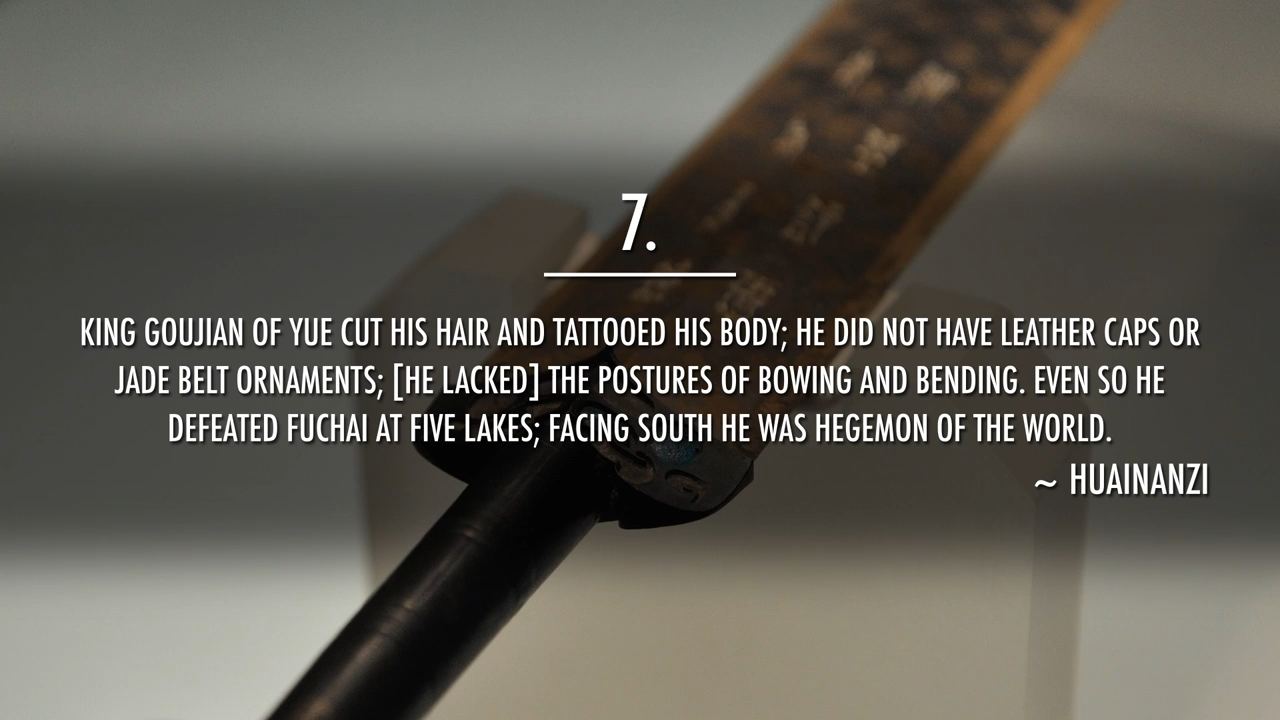 7.
KING GOUJIAN OF YUE CUT HIS HAIR AND TATTOOED HIS BODY; HE DID NOT HAVE LEATHER CAPS OR
JADE BELT ORNAMENTS; [HE LACKED] THE POSTURES OF BOWING AND BENDING. EVEN SO HE
DEFEATED FUCHAI AT FIVE LAKES; FACING SOUTH HE WAS HEGEMON OF THE WORLD.
~ HUAINANZI